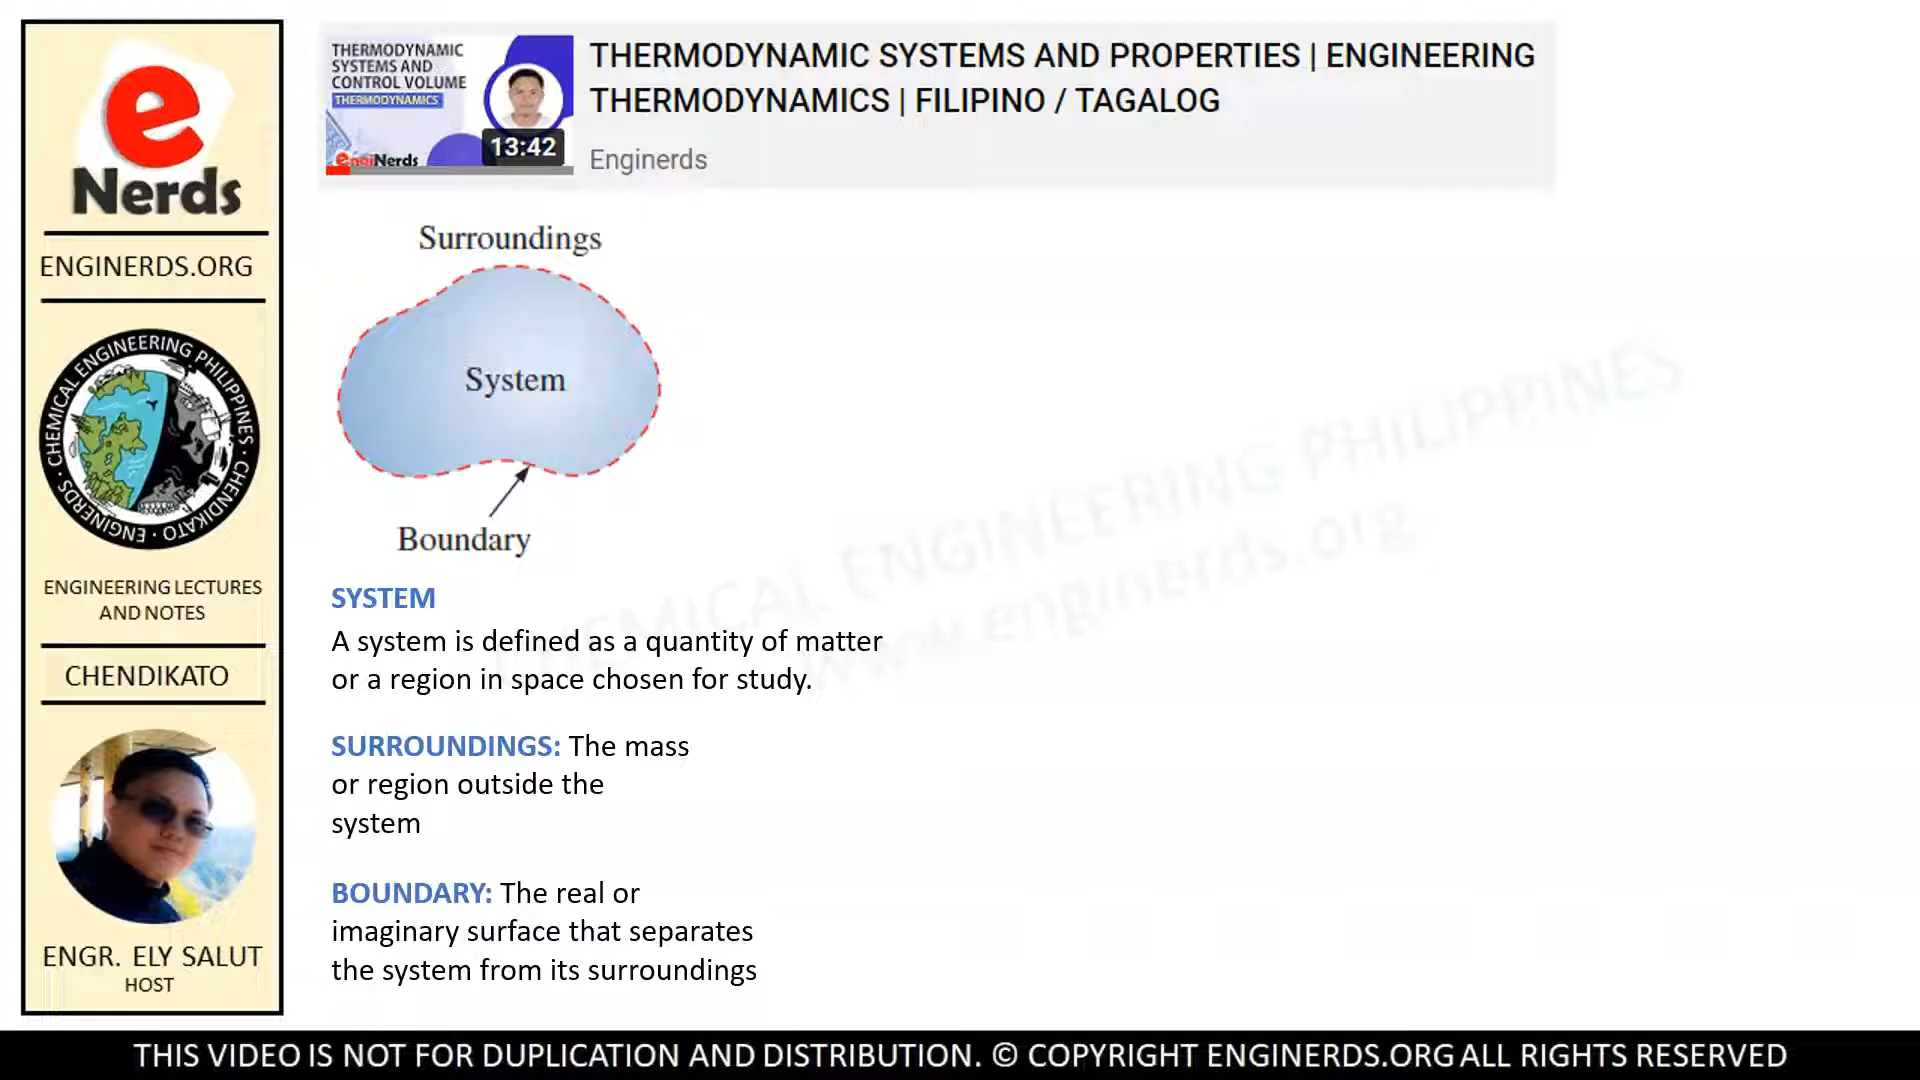 e
Nerds
ENGINERDS.ORG
CHEMICAL ENGINEERING PHILIPPINES · CHENDIKATO · ENGINERDS ·
ENGINEERING LECTURES
AND NOTES
CHENDIKATO
ENGR. ELY SALUT
HOST
THERMODYNAMIC
SYSTEMS AND
CONTROL VOLUME
THERMODYNAMICS
engiNerds
13:42
THERMODYNAMIC SYSTEMS AND PROPERTIES | ENGINEERING
THERMODYNAMICS | FILIPINO / TAGALOG
Enginerds
Surroundings
System
Boundary
SYSTEM
A system is defined as a quantity of matter
or a region in space chosen for study.
SURROUNDINGS: The mass
or region outside the
system
BOUNDARY: The real or
imaginary surface that separates
the system from its surroundings
CHEMICAL ENGINEERING PHILIPPINES
www.enginerds.org
THIS VIDEO IS NOT FOR DUPLICATION AND DISTRIBUTION. © COPYRIGHT ENGINERDS.ORG ALL RIGHTS RESERVED